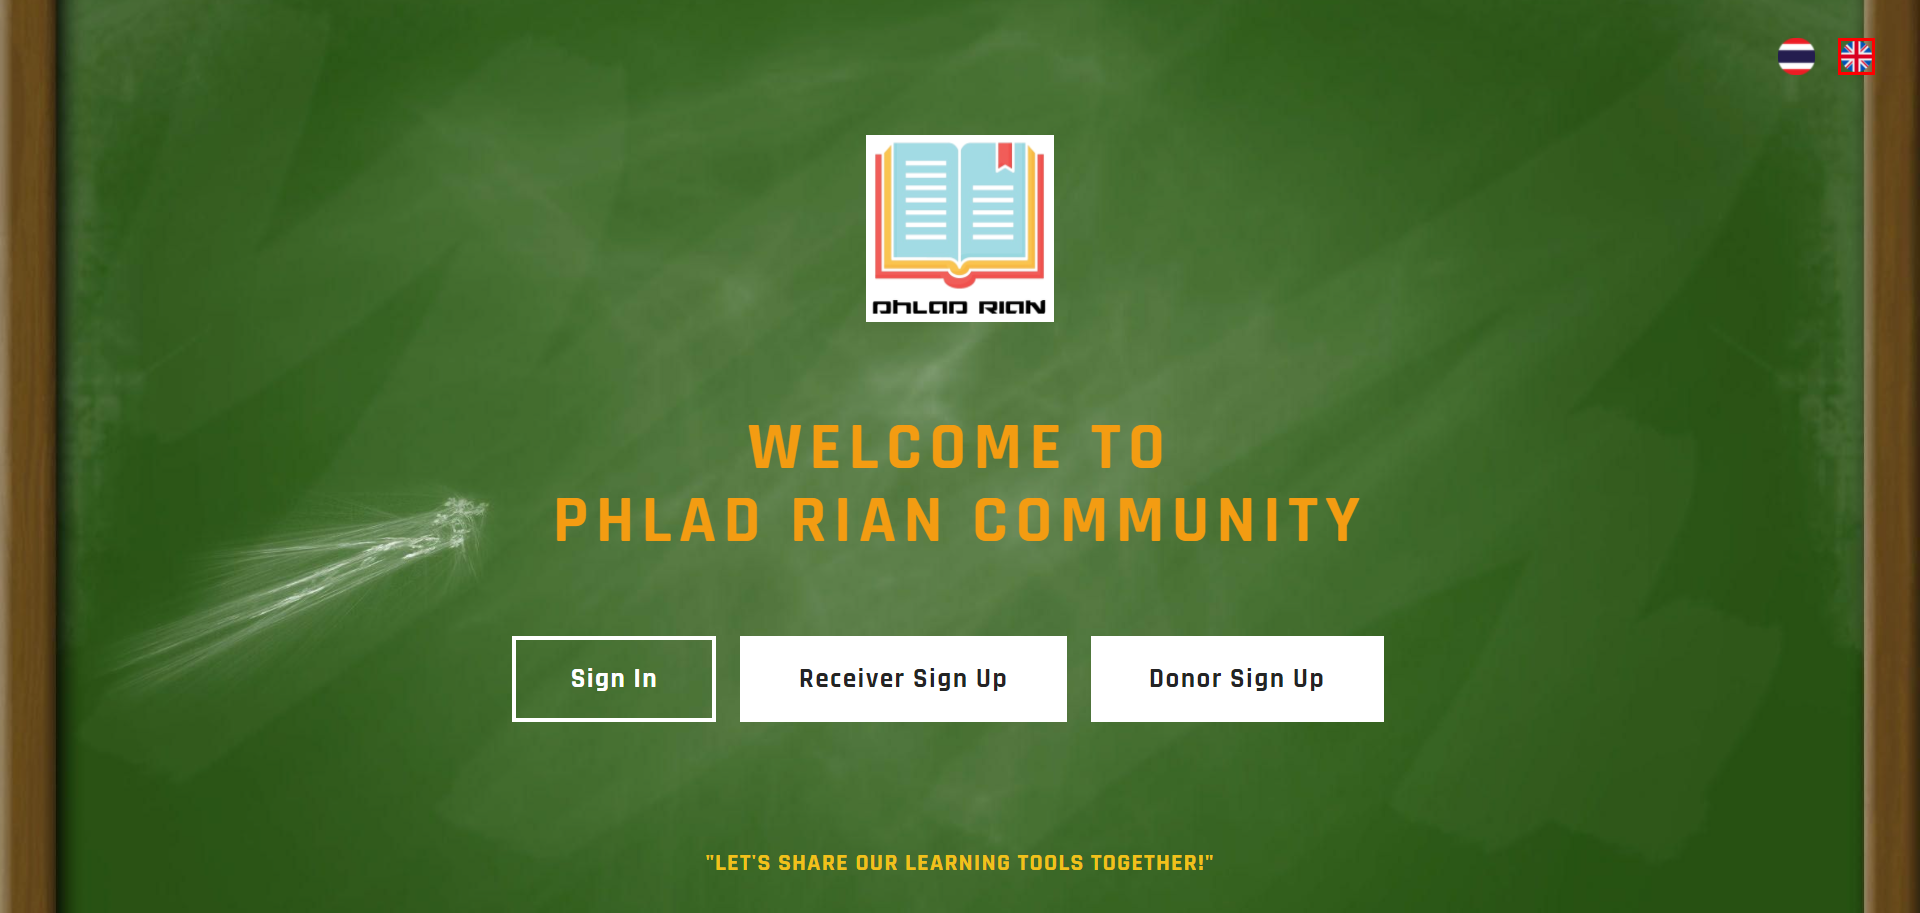 PHLAD RIAN
WELCOME TO
PHLAD RIAN COMMUNITY
Sign In
Receiver Sign Up
Donor Sign Up
"LET'S SHARE OUR LEARNING TOOLS TOGETHER!"